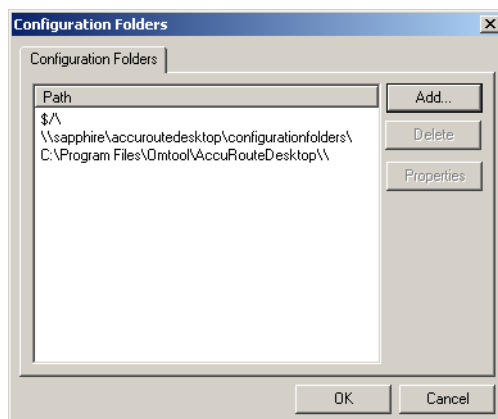 Configuration Folders
Configuration Folders
Path
$/\
\\sapphire\accuroutedesktop\configurationfolders\
C:\Program Files\Omtool\AccuRouteDesktop\\
Add...
Delete
Properties
OK
Cancel